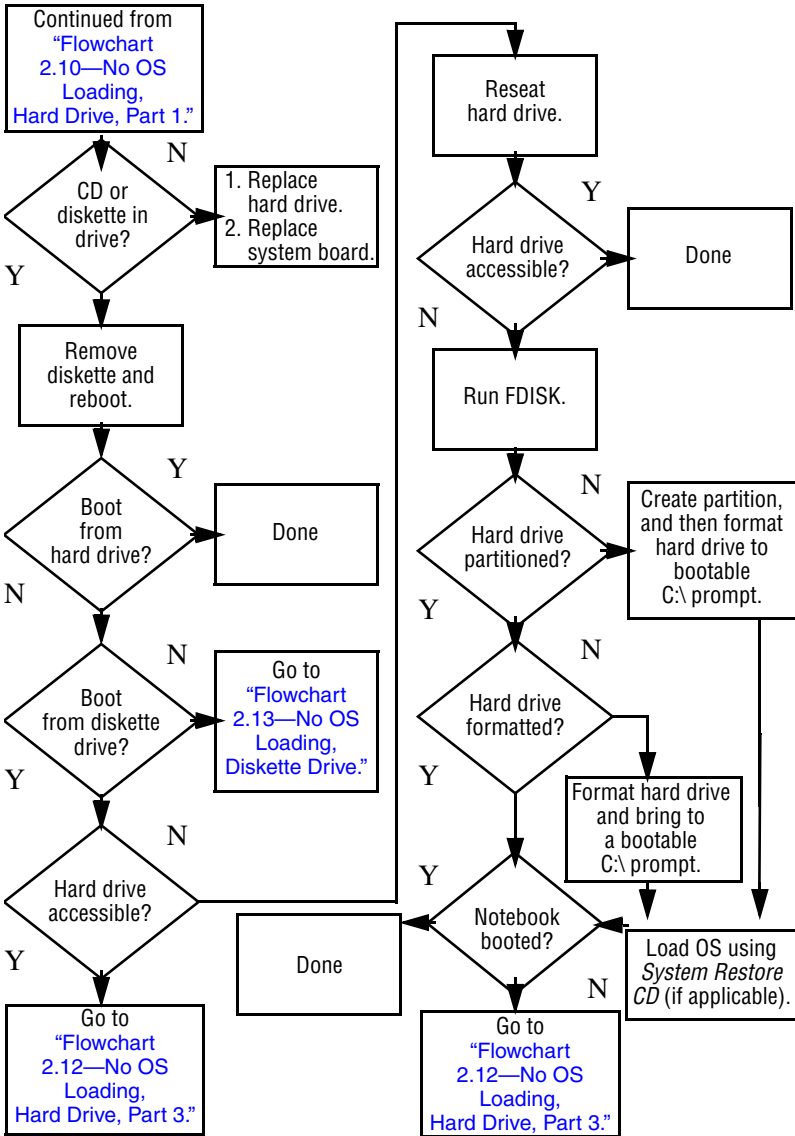 Continued from
“Flowchart
2.10—No OS
Loading,
Hard Drive, Part 1.”
N
CD or
diskette in
drive?
1. Replace
hard drive.
2. Replace
system board.
Y
Remove
diskette and
reboot.
Y
Boot
from
hard drive?
Done
N
N
Boot
from diskette
drive?
Go to
“Flowchart
2.13—No OS
Loading,
Diskette Drive.”
Y
N
Hard drive
accessible?
Y
Go to
“Flowchart
2.12—No OS
Loading,
Hard Drive, Part 3.”
Reseat
hard drive.
Y
Hard drive
accessible?
Done
N
Run FDISK.
N
Hard drive
partitioned?
Create partition,
and then format
hard drive to
bootable
C:\ prompt.
Y
N
Hard drive
formatted?
Y
Format hard drive
and bring to
a bootable
C:\ prompt.
Y
Notebook
booted?
Done
Load OS using
System Restore
CD (if applicable).
N
Go to
“Flowchart
2.12—No OS
Loading,
Hard Drive, Part 3.”